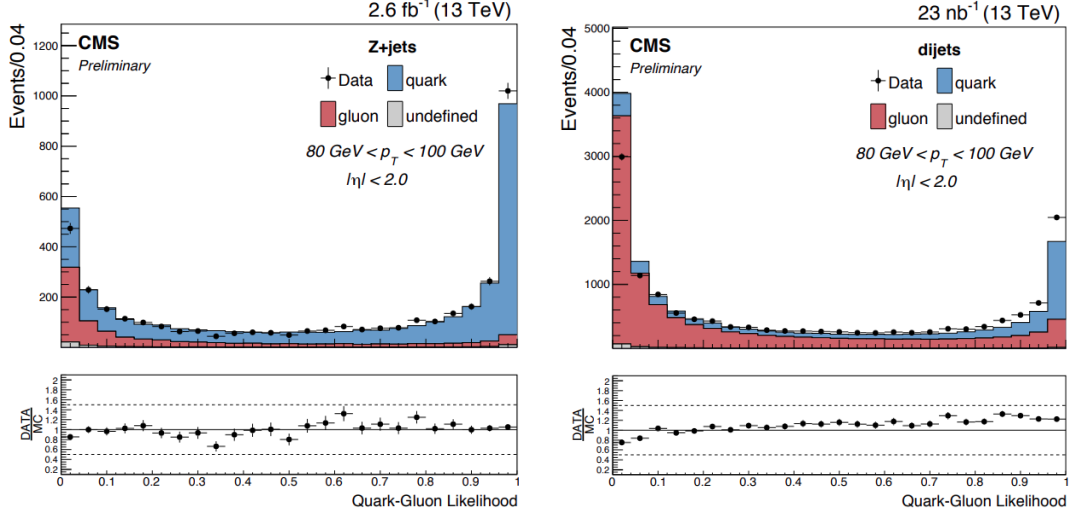 2.6 fb⁻¹ (13 TeV)
CMS
Preliminary
Z+jets
Data
quark
gluon
undefined
80 GeV < p_T < 100 GeV
|η| < 2.0
Events/0.04
1200
1000
800
600
400
200
DATA
MC
2
1.8
1.6
1.4
1.2
1
0.8
0.6
0.4
0.2
0 0.1 0.2 0.3 0.4 0.5 0.6 0.7 0.8 0.9 1
Quark-Gluon Likelihood
23 nb⁻¹ (13 TeV)
CMS
Preliminary
dijets
Data
quark
gluon
undefined
80 GeV < p_T < 100 GeV
|η| < 2.0
Events/0.04
5000
4000
3000
2000
1000
DATA
MC
2
1.8
1.6
1.4
1.2
1
0.8
0.6
0.4
0.2
0 0.1 0.2 0.3 0.4 0.5 0.6 0.7 0.8 0.9 1
Quark-Gluon Likelihood